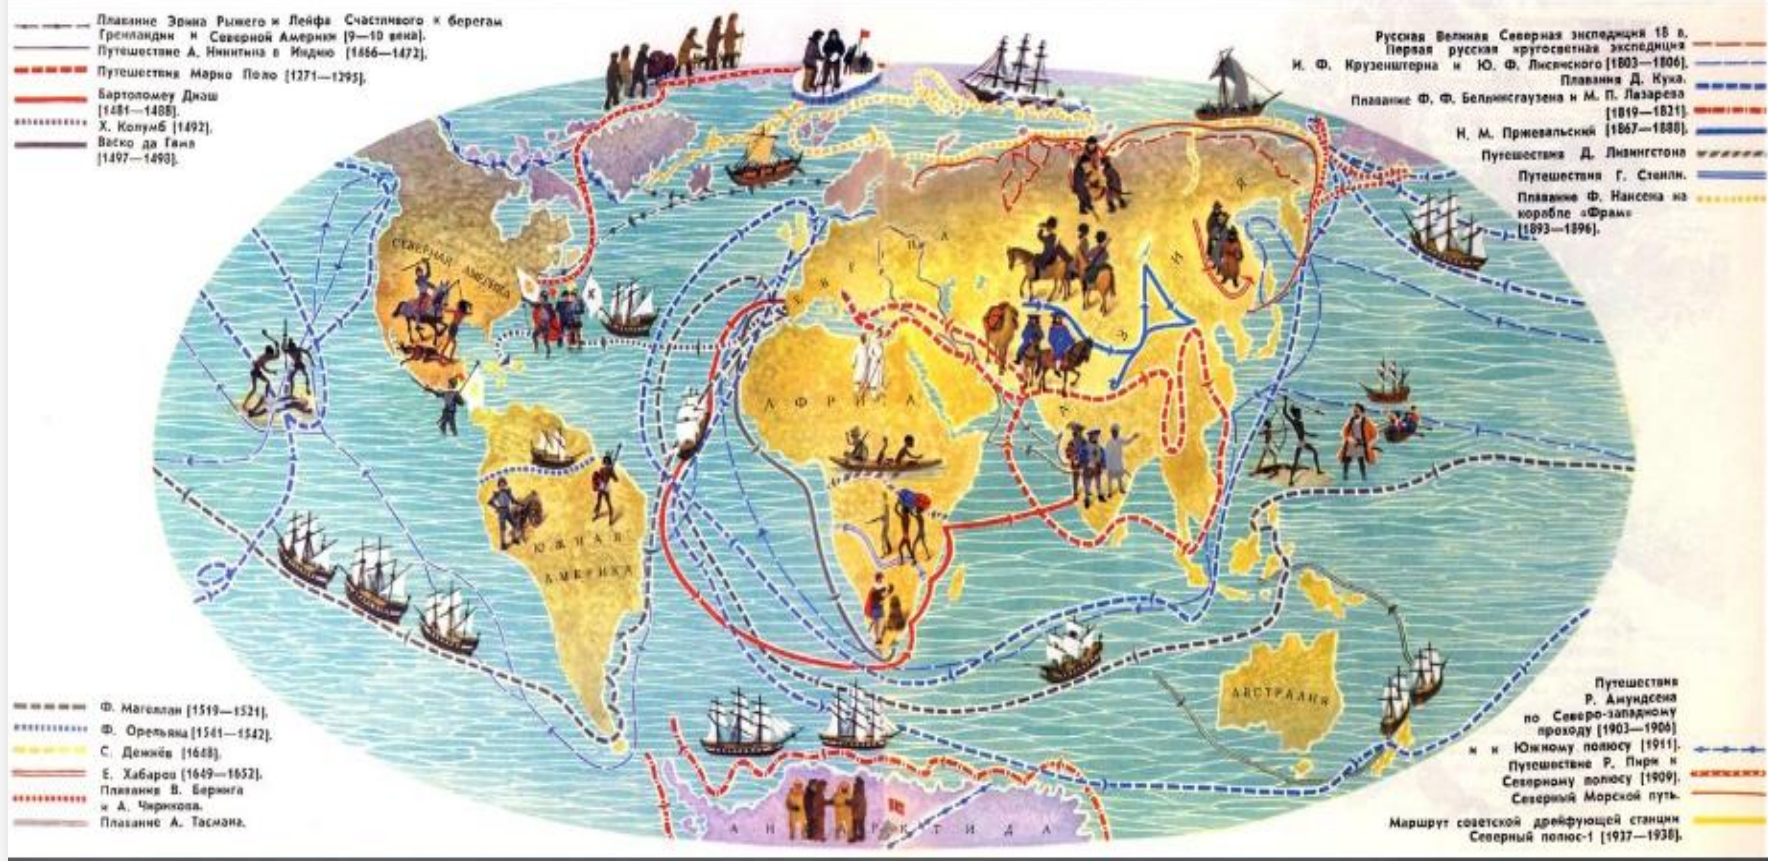 Плавание Эрика Рыжего и Лейфа Счастливого к берегам
Гренландии и Северной Америки [9—10 века].
Путешествие А. Никитина в Индию [1466—1472].
Путешествия Марко Поло [1271—1295].
Бартоломеу Диаш
[1481—1488].
Х. Колумб [1492].
Васко да Гама
[1497—1498].
Русская Великая Северная экспедиция 18 в.
Первая русская кругосветная экспедиция
И. Ф. Крузенштерна и Ю. Ф. Лисянского [1803—1806].
Плавания Д. Кука.
Плавание Ф. Ф. Беллинсгаузена и М. П. Лазарева
[1819—1821].
Н. М. Пржевальский [1867—1888].
Путешествия Д. Ливингстона
Путешествия Г. Стенли.
Плавание Ф. Нансена на
корабле «Фрам»
[1893—1896].
СЕВЕРНАЯ АМЕРИКА
ЕВРОПА
АЗИЯ
АФРИКА
ЮЖНАЯ
АМЕРИКА
АВСТРАЛИЯ
АНТАРКТИДА
Ф. Магеллан [1519—1521].
Ф. Орельяна [1541—1542].
С. Дежнёв [1648].
Е. Хабаров [1649—1652].
Плавания В. Беринга
и А. Чирикова.
Плавание А. Тасмана.
Путешествия
Р. Амундсена
по Северо-западному
проходу [1903—1906]
и к Южному полюсу [1911].
Путешествие Р. Пири к
Северному полюсу [1909].
Северный Морской путь.
Маршрут советской дрейфующей станции
Северный полюс-1 [1937—1938].